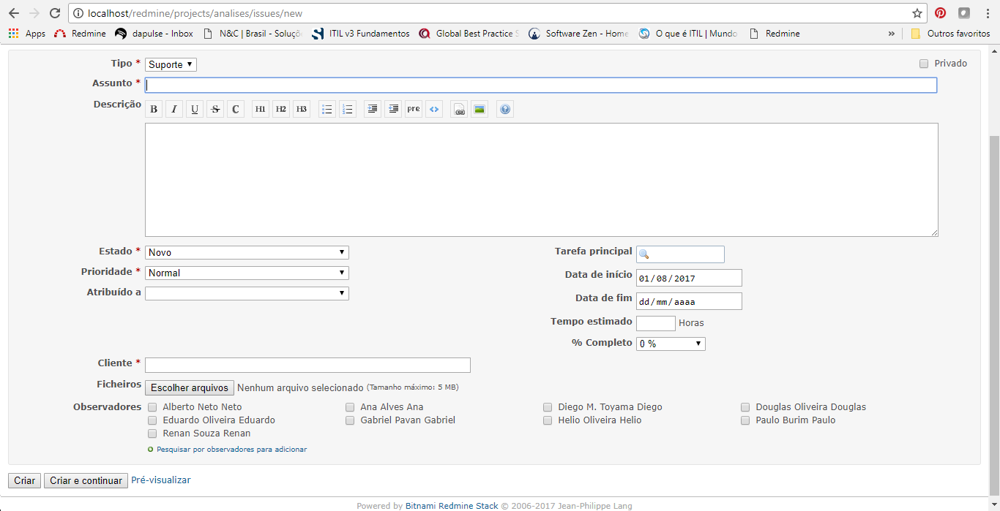 localhost/redmine/projects/analises/issues/new
Apps Redmine dapulse - Inbox N&C | Brasil - Soluçõ ITIL v3 Fundamentos Global Best Practice S Software Zen - Home O que é ITIL | Mundo Redmine » Outros favoritos
Tipo * Suporte Privado
Assunto *
Descrição B I U S C H1 H2 H3 pre <>
Estado * Novo Tarefa principal
Prioridade * Normal Data de início 01/08/2017
Atribuído a Data de fim dd/mm/aaaa
Tempo estimado Horas
% Completo 0 %
Cliente *
Ficheiros Escolher arquivos Nenhum arquivo selecionado (Tamanho máximo: 5 MB)
Observadores Alberto Neto Neto Ana Alves Ana Diego M. Toyama Diego Douglas Oliveira Douglas
Eduardo Oliveira Eduardo Gabriel Pavan Gabriel Helio Oliveira Helio Paulo Burim Paulo
Renan Souza Renan
Pesquisar por observadores para adicionar
Criar Criar e continuar Pré-visualizar
Powered by Bitnami Redmine Stack © 2006-2017 Jean-Philippe Lang